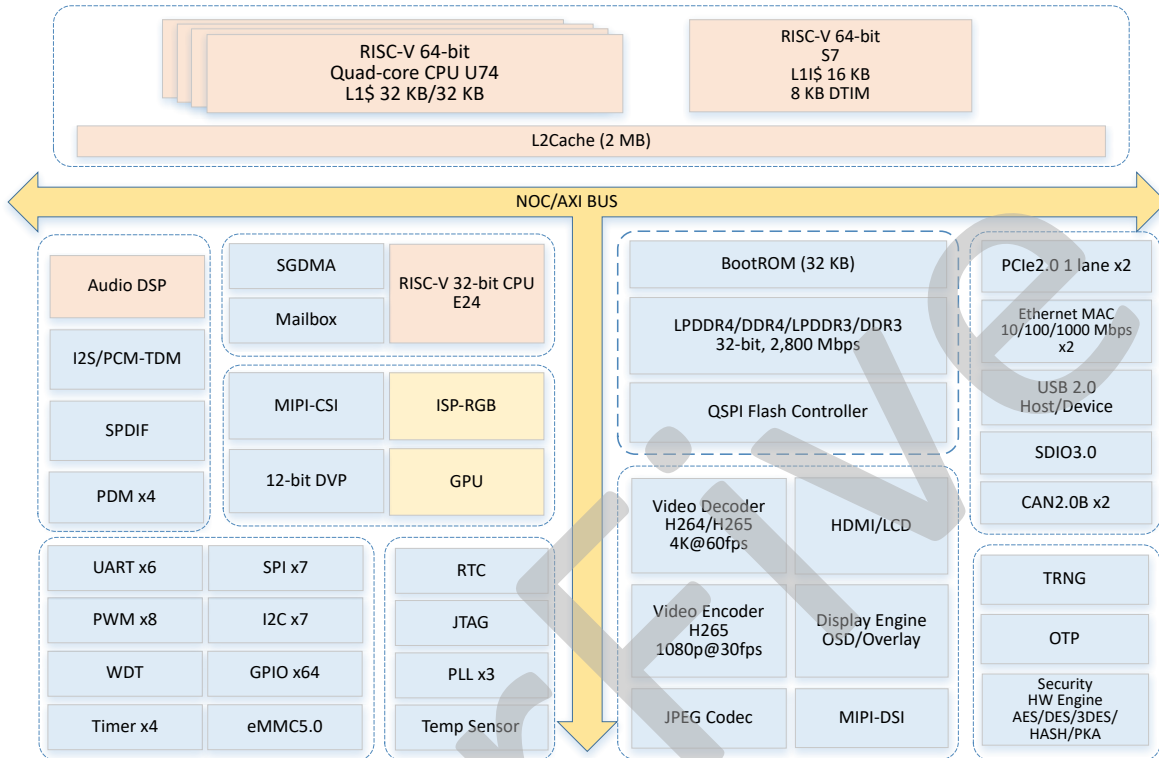 RISC-V 64-bit
Quad-core CPU U74
L1$ 32 KB/32 KB
RISC-V 64-bit
S7
L1I$ 16 KB
8 KB DTIM
L2Cache (2 MB)
NOC/AXI BUS
Audio DSP
I2S/PCM-TDM
SPDIF
PDM x4
SGDMA
Mailbox
RISC-V 32-bit CPU
E24
MIPI-CSI
ISP-RGB
12-bit DVP
GPU
BootROM (32 KB)
LPDDR4/DDR4/LPDDR3/DDR3
32-bit, 2,800 Mbps
QSPI Flash Controller
PCIe2.0 1 lane x2
Ethernet MAC
10/100/1000 Mbps
x2
USB 2.0
Host/Device
SDIO3.0
CAN2.0B x2
UART x6
SPI x7
PWM x8
I2C x7
WDT
GPIO x64
Timer x4
eMMC5.0
RTC
JTAG
PLL x3
Temp Sensor
Video Decoder
H264/H265
4K@60fps
HDMI/LCD
Video Encoder
H265
1080p@30fps
Display Engine
OSD/Overlay
JPEG Codec
MIPI-DSI
TRNG
OTP
Security
HW Engine
AES/DES/3DES/
HASH/PKA
rFive